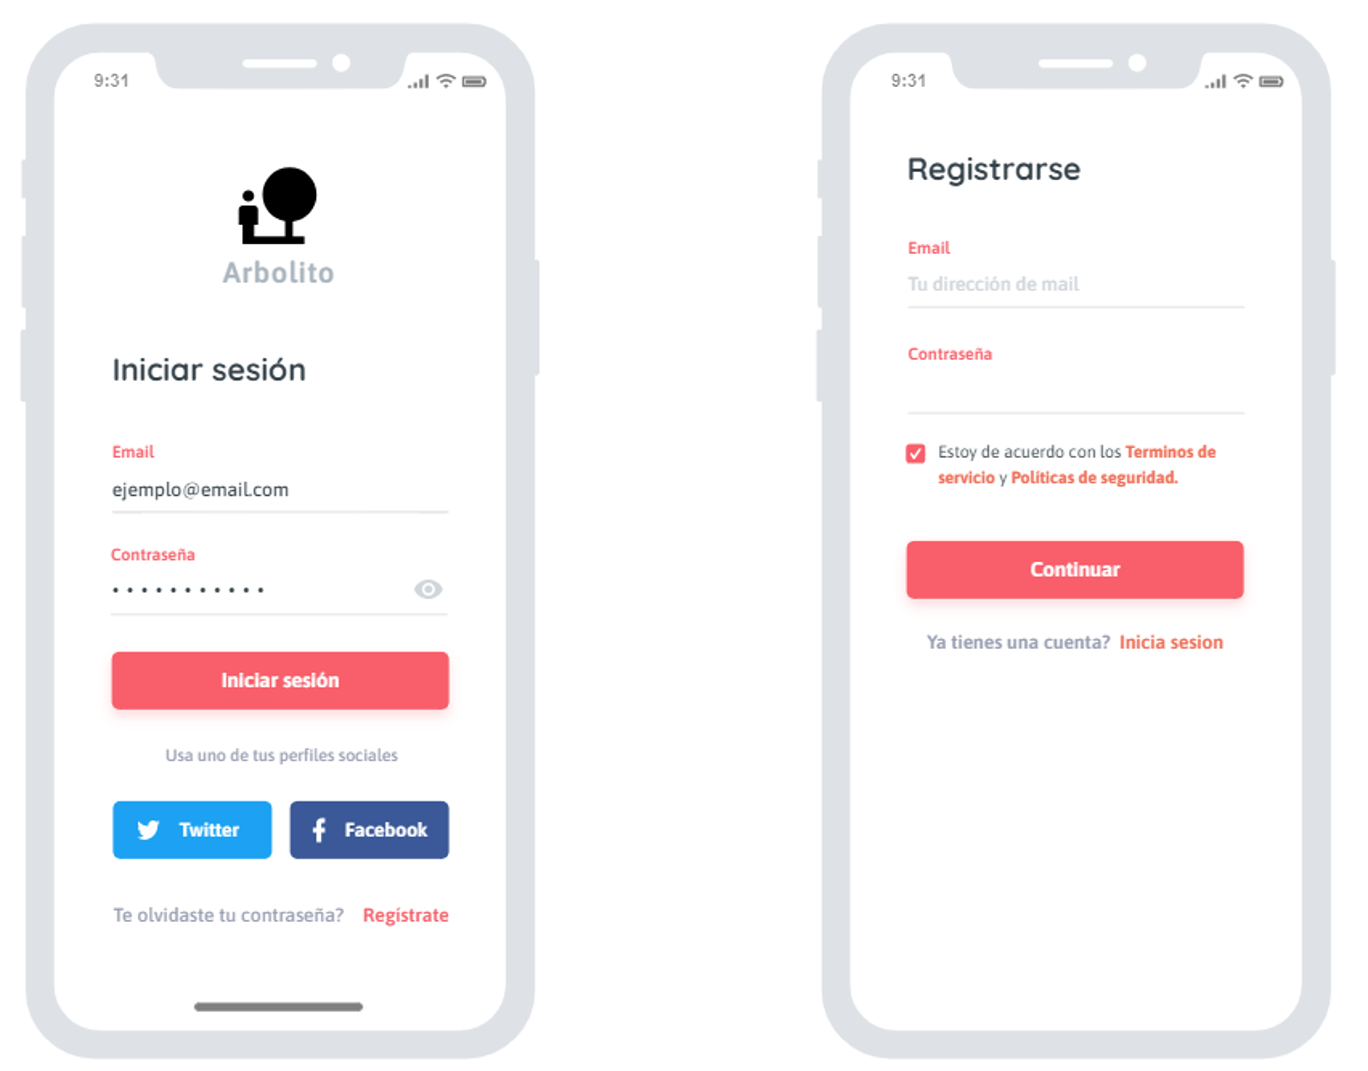 9:31
Arbolito
Iniciar sesión
Email
ejemplo@email.com
Contraseña
•••••••••••
Iniciar sesión
Usa uno de tus perfiles sociales
Twitter Facebook
Te olvidaste tu contraseña? Regístrate
9:31
Registrarse
Email
Tu dirección de mail
Contraseña
Estoy de acuerdo con los Terminos de
servicio y Políticas de seguridad.
Continuar
Ya tienes una cuenta? Inicia sesion